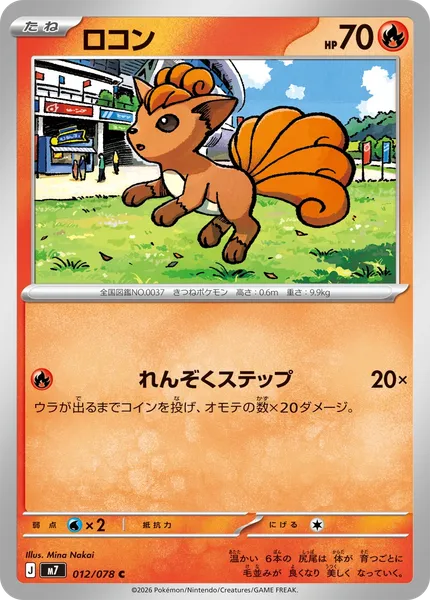 たね
ロコン
HP70
全国図鑑NO.0037 きつねポケモン 高さ：0.6m 重さ：9.9kg
れんぞくステップ 20×
ウラが出るまでコインを投げ、オモテの数×20ダメージ。
弱点 ×2 抵抗力 にげる
Illus. Mina Nakai
J m7 012/078 C
温かい 6本の 尻尾は 体が 育つごとに
毛並みが 良くなり 美しく なっていく。
©2026 Pokémon/Nintendo/Creatures/GAME FREAK.